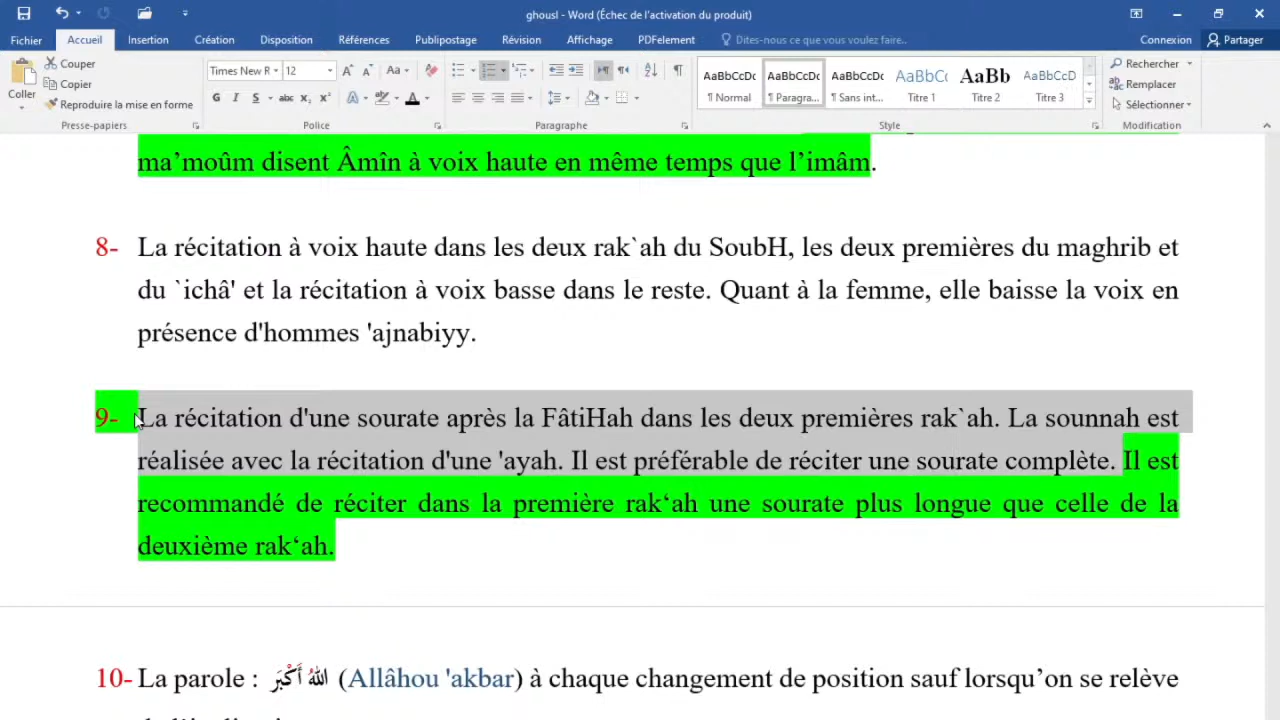 ghousl - Word (Échec de l'activation du produit)
Fichier Accueil Insertion Création Disposition Références Publipostage Révision Affichage PDFelement Dites-nous ce que vous voulez faire.. Connexion Partager
Coller
Couper
Copier
Reproduire la mise en forme
Presse-papiers
Times New R 12
G I S abc x₂ x²
Police
Paragraphe
AaBbCcDc AaBbCcDc AaBbCcDc AaBbCc AaBb AaBbCcD
¶ Normal ¶ Paragra... ¶ Sans int... Titre 1 Titre 2 Titre 3
Style
Rechercher
Remplacer
Sélectionner
Modification
ma’moûm disent Âmîn à voix haute en même temps que l’imâm.
8- La récitation à voix haute dans les deux rak`ah du SoubH, les deux premières du maghrib et
du `ichâ' et la récitation à voix basse dans le reste. Quant à la femme, elle baisse la voix en
présence d'hommes 'ajnabiyy.
9- La récitation d'une sourate après la FâtiHah dans les deux premières rak`ah. La sounnah est
réalisée avec la récitation d'une 'ayah. Il est préférable de réciter une sourate complète. Il est
recommandé de réciter dans la première rak‘ah une sourate plus longue que celle de la
deuxième rak‘ah.
10- La parole : اللهُ أَكْبَر (Allâhou 'akbar) à chaque changement de position sauf lorsqu’on se relève